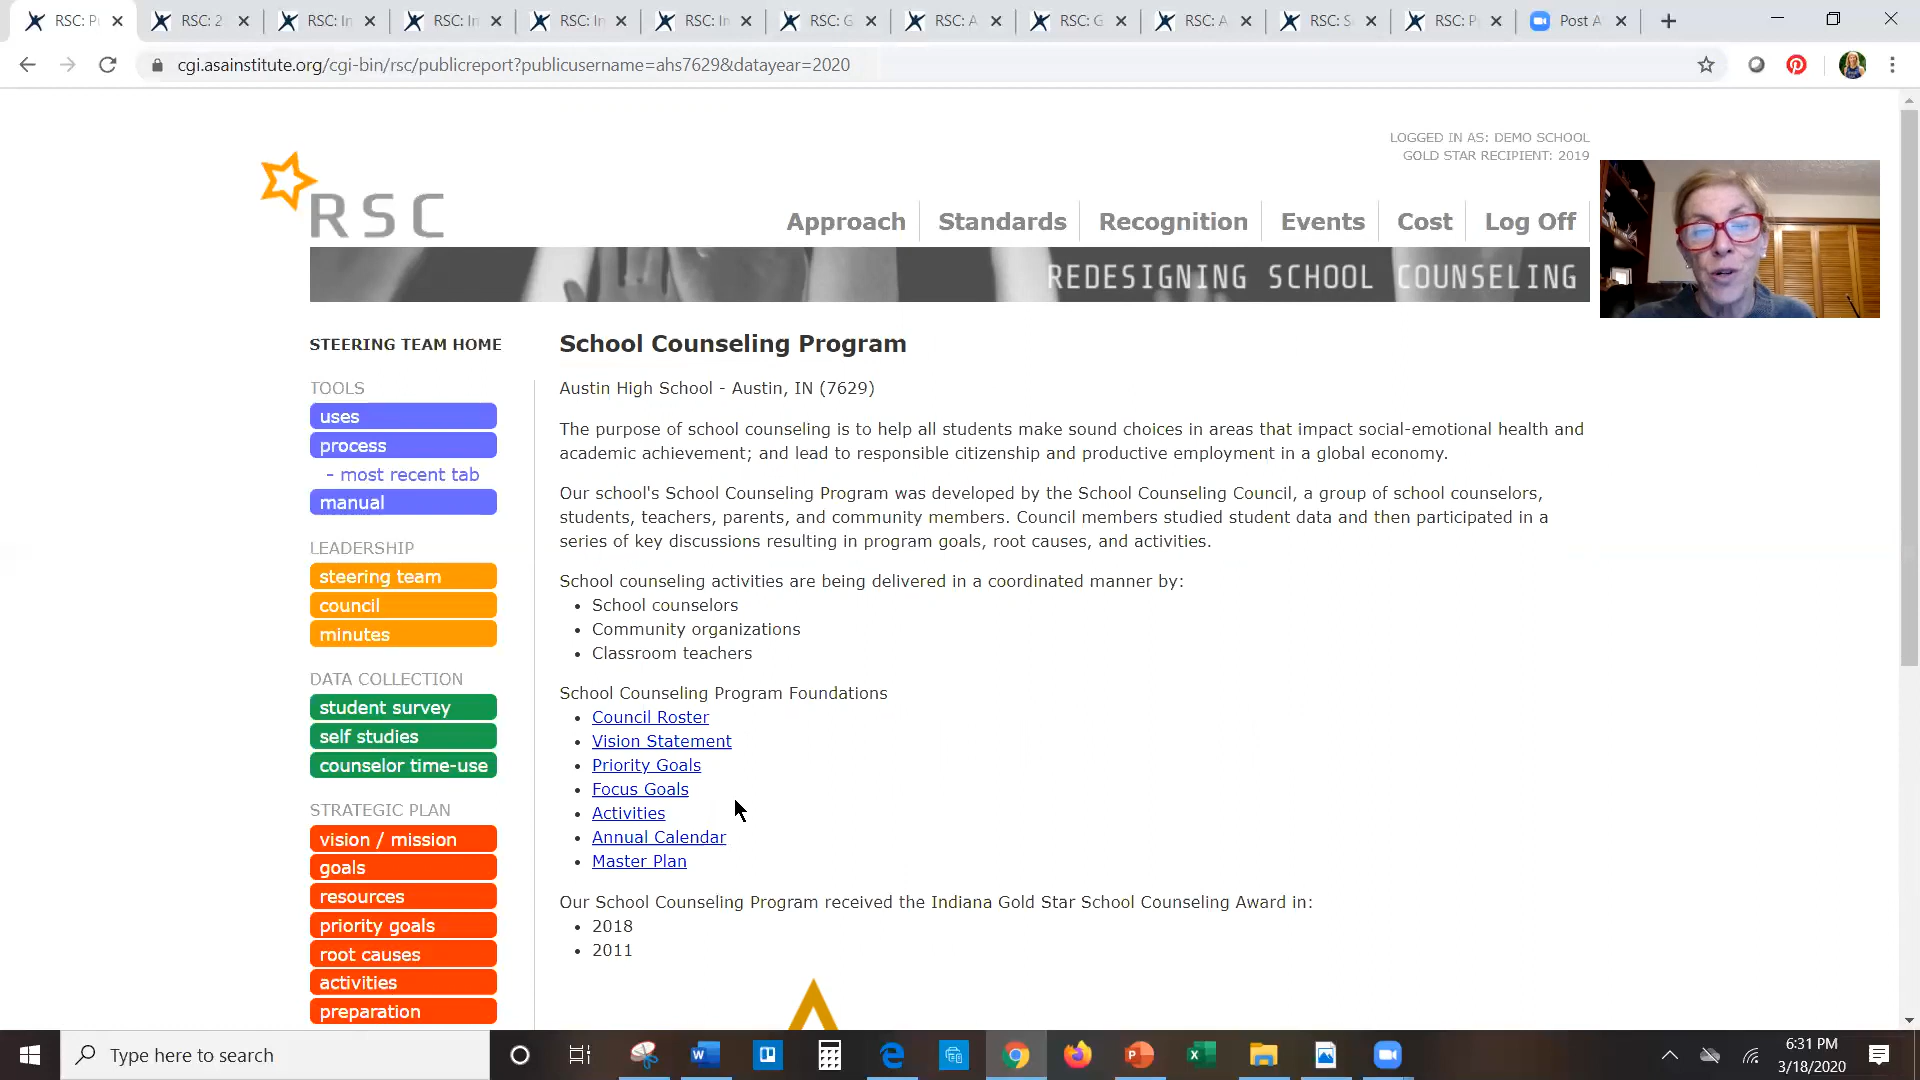 RSC: P
RSC: 2
RSC: In
RSC: In
RSC: In
RSC: In
RSC: G
RSC: A
RSC: G
RSC: A
RSC: S
RSC: P
Post A
cgi.asainstitute.org/cgi-bin/rsc/publicreport?publicusername=ahs7629&datayear=2020
LOGGED IN AS: DEMO SCHOOL
GOLD STAR RECIPIENT: 2019
RSC
Approach
Standards
Recognition
Events
Cost
Log Off
REDESIGNING SCHOOL COUNSELING
STEERING TEAM HOME
TOOLS
uses
process
- most recent tab
manual
LEADERSHIP
steering team
council
minutes
DATA COLLECTION
student survey
self studies
counselor time-use
STRATEGIC PLAN
vision / mission
goals
resources
priority goals
root causes
activities
preparation
School Counseling Program
Austin High School - Austin, IN (7629)
The purpose of school counseling is to help all students make sound choices in areas that impact social-emotional health and
academic achievement; and lead to responsible citizenship and productive employment in a global economy.
Our school's School Counseling Program was developed by the School Counseling Council, a group of school counselors,
students, teachers, parents, and community members. Council members studied student data and then participated in a
series of key discussions resulting in program goals, root causes, and activities.
School counseling activities are being delivered in a coordinated manner by:
• School counselors
• Community organizations
• Classroom teachers
School Counseling Program Foundations
• Council Roster
• Vision Statement
• Priority Goals
• Focus Goals
• Activities
• Annual Calendar
• Master Plan
Our School Counseling Program received the Indiana Gold Star School Counseling Award in:
• 2018
• 2011
Type here to search
6:31 PM
3/18/2020